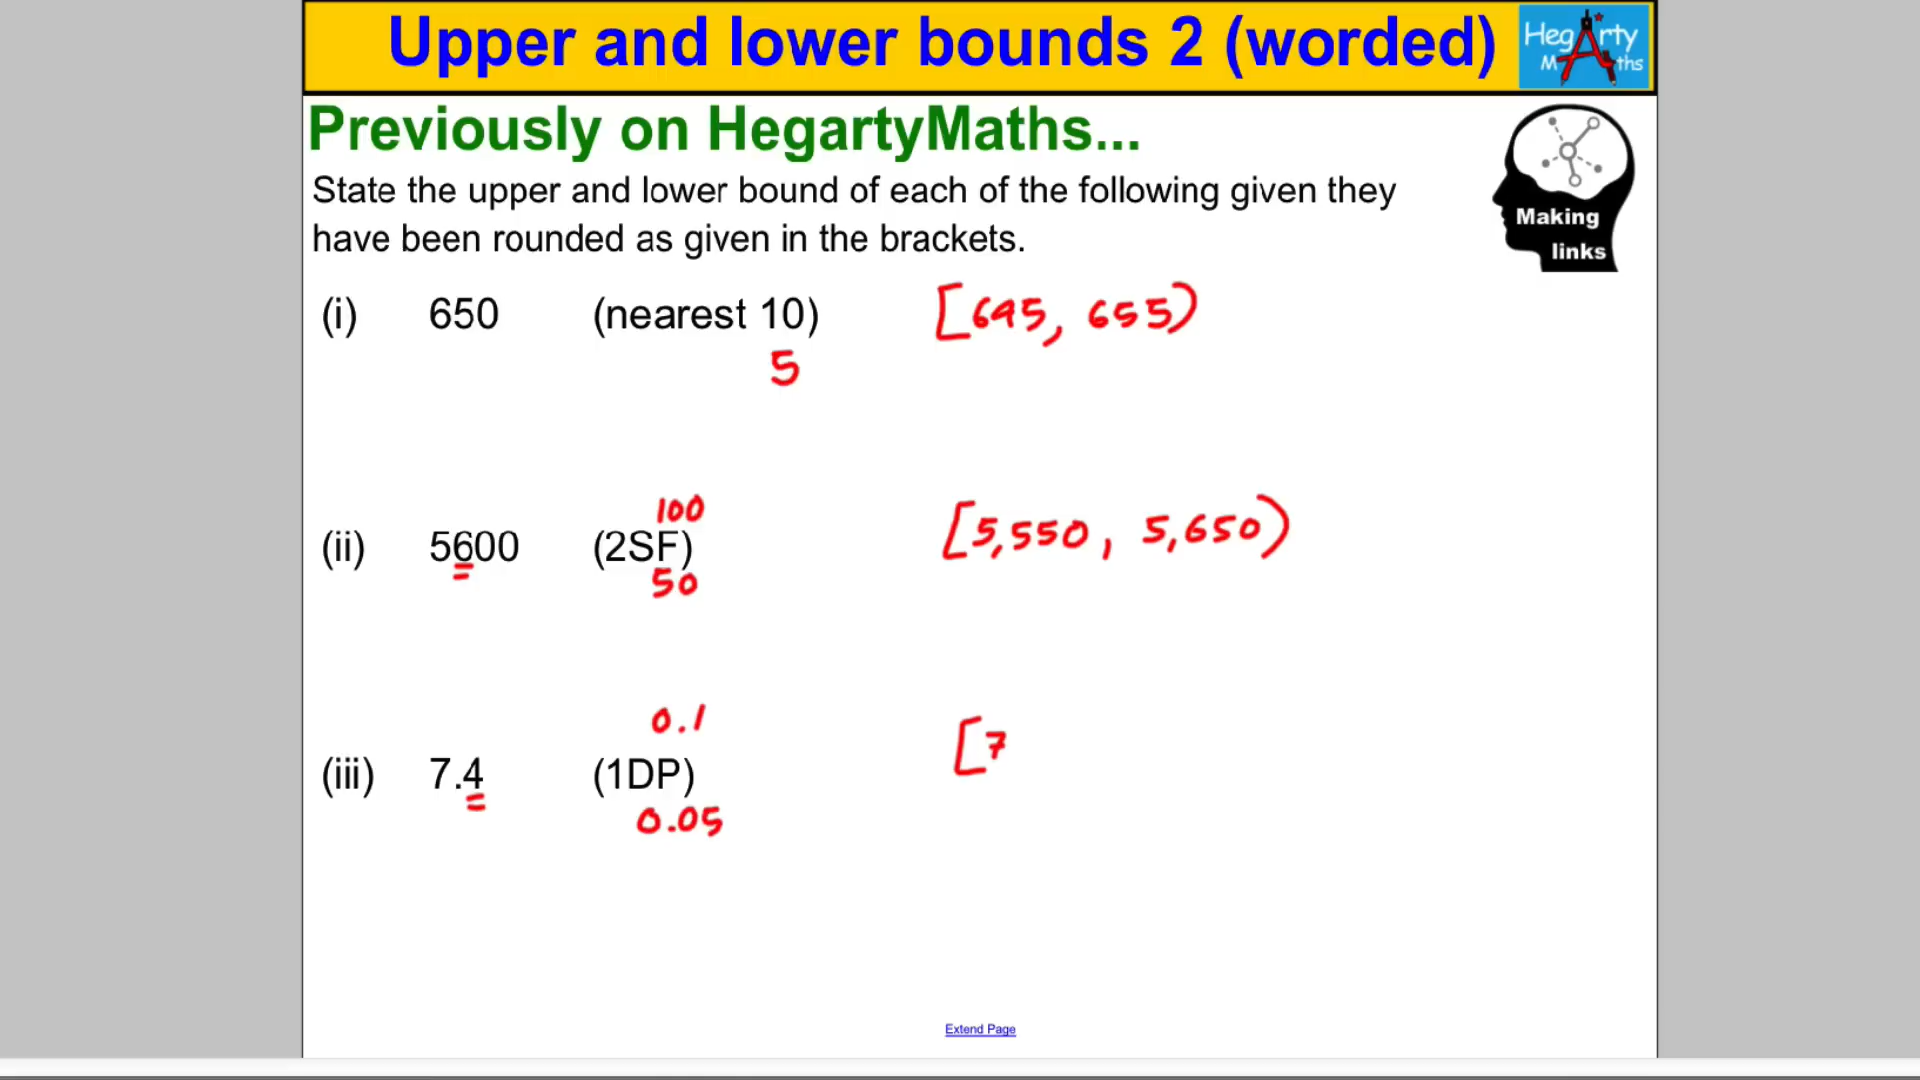 Upper and lower bounds 2 (worded)
HegArty
Maths
Previously on HegartyMaths...
State the upper and lower bound of each of the following given they
have been rounded as given in the brackets.
Making
links
(i) 650 (nearest 10) [645, 655)
5
100
(ii) 5600 (2SF) [5,550, 5,650)
50
0.1
(iii) 7.4 (1DP) [7
0.05
Extend Page